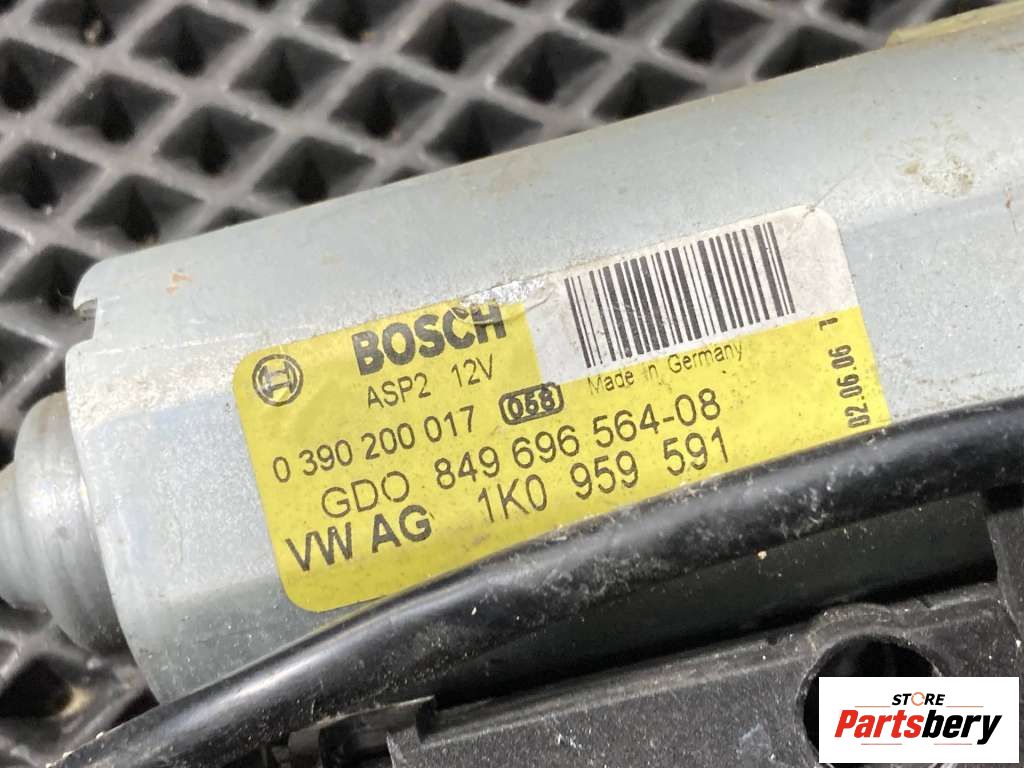 BOSCH
ASP2 12V
0 390 200 017 058
Made in Germany
GDO 849 696 564-08
VW AG 1K0 959 591
02.06.06 1
STORE
Partsbery